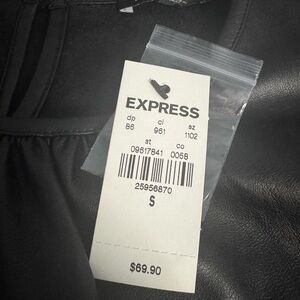 EXPRESS
dp cl sz
86 961 1102
st co
09617841 0058
25956870
S
$69.90